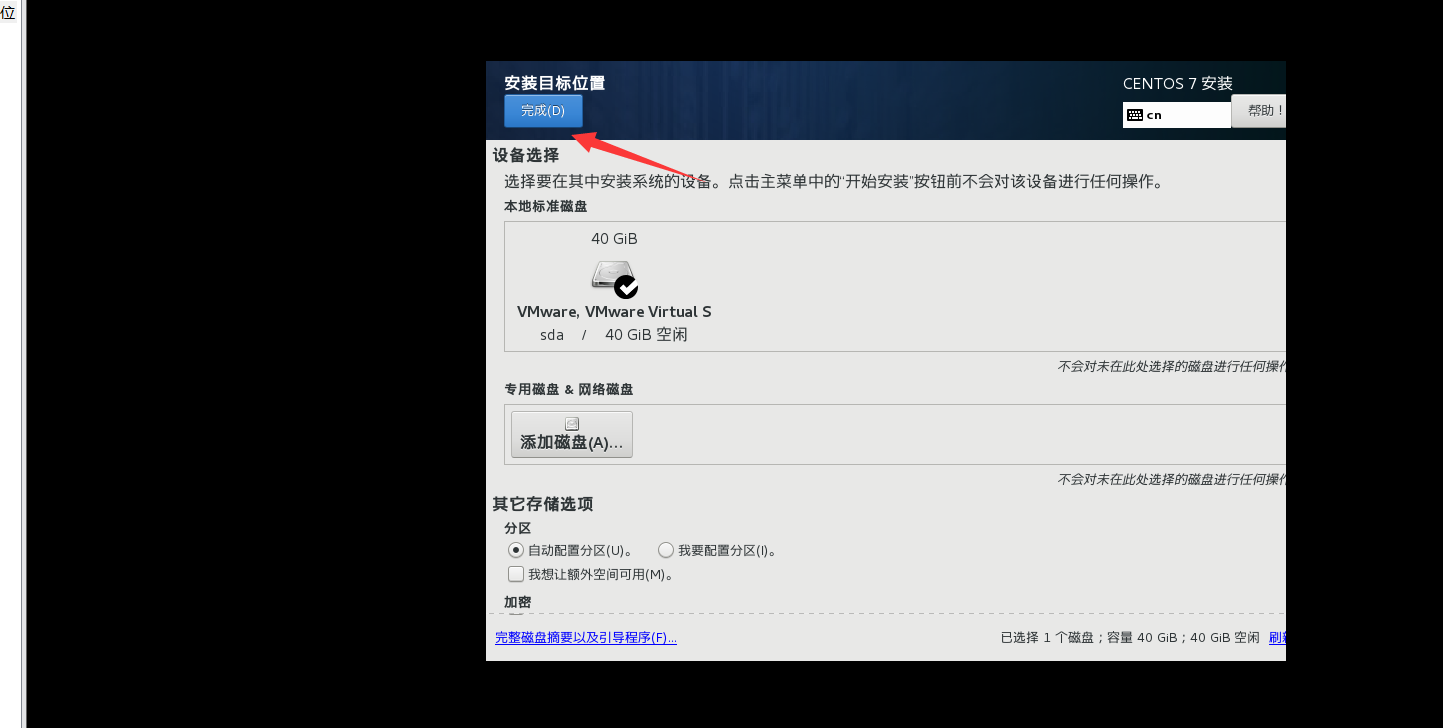 位
安装目标位置
CENTOS 7 安装
完成(D)
cn
帮助！
设备选择
选择要在其中安装系统的设备。点击主菜单中的“开始安装”按钮前不会对该设备进行任何操作。
本地标准磁盘
40 GiB
VMware, VMware Virtual S
sda / 40 GiB 空闲
不会对未在此处选择的磁盘进行任何操作
专用磁盘 & 网络磁盘
添加磁盘(A)...
不会对未在此处选择的磁盘进行任何操作
其它存储选项
分区
自动配置分区(U)。 我要配置分区(I)。
我想让额外空间可用(M)。
加密
完整磁盘摘要以及引导程序(F)... 已选择 1 个磁盘；容量 40 GiB；40 GiB 空闲 刷新